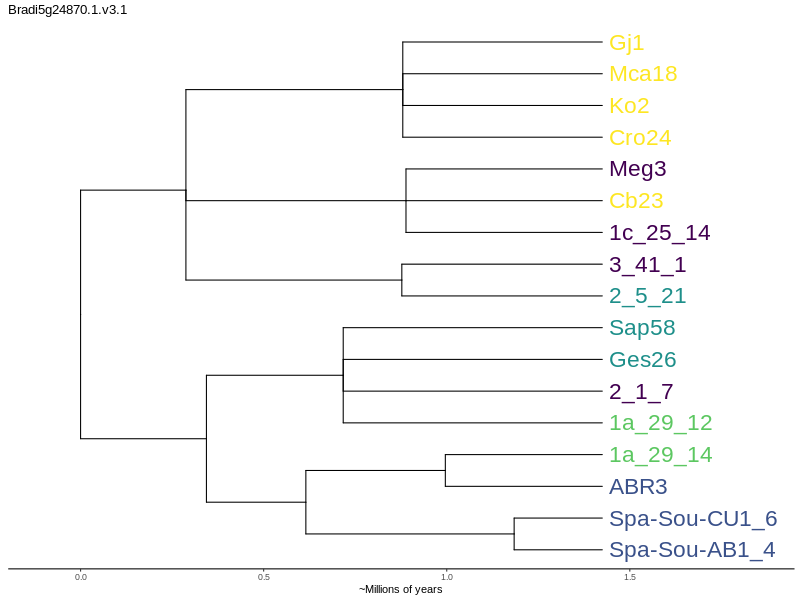 Bradi5g24870.1.v3.1
Gj1
Mca18
Ko2
Cro24
Meg3
Cb23
1c_25_14
3_41_1
2_5_21
Sap58
Ges26
2_1_7
1a_29_12
1a_29_14
ABR3
Spa-Sou-CU1_6
Spa-Sou-AB1_4
0.0 0.5 1.0 1.5
~Millions of years